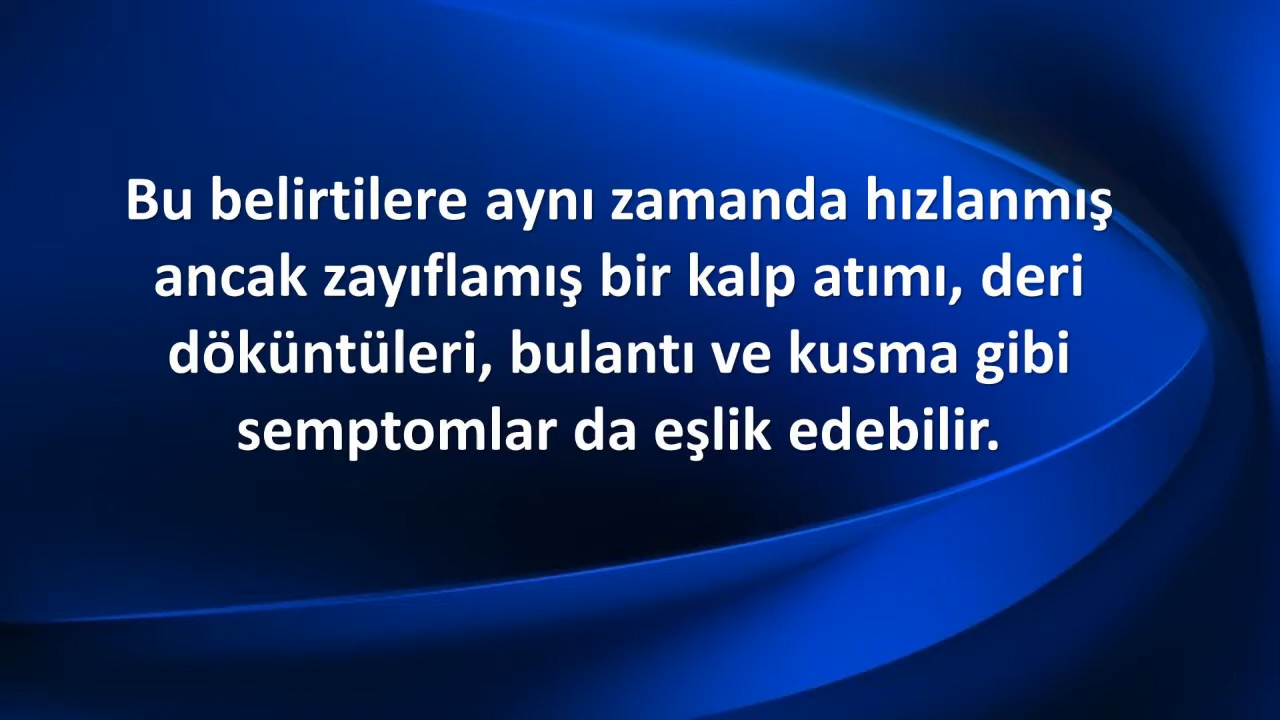 Bu belirtilere aynı zamanda hızlanmış
ancak zayıflamış bir kalp atımı, deri
döküntüleri, bulantı ve kusma gibi
semptomlar da eşlik edebilir.